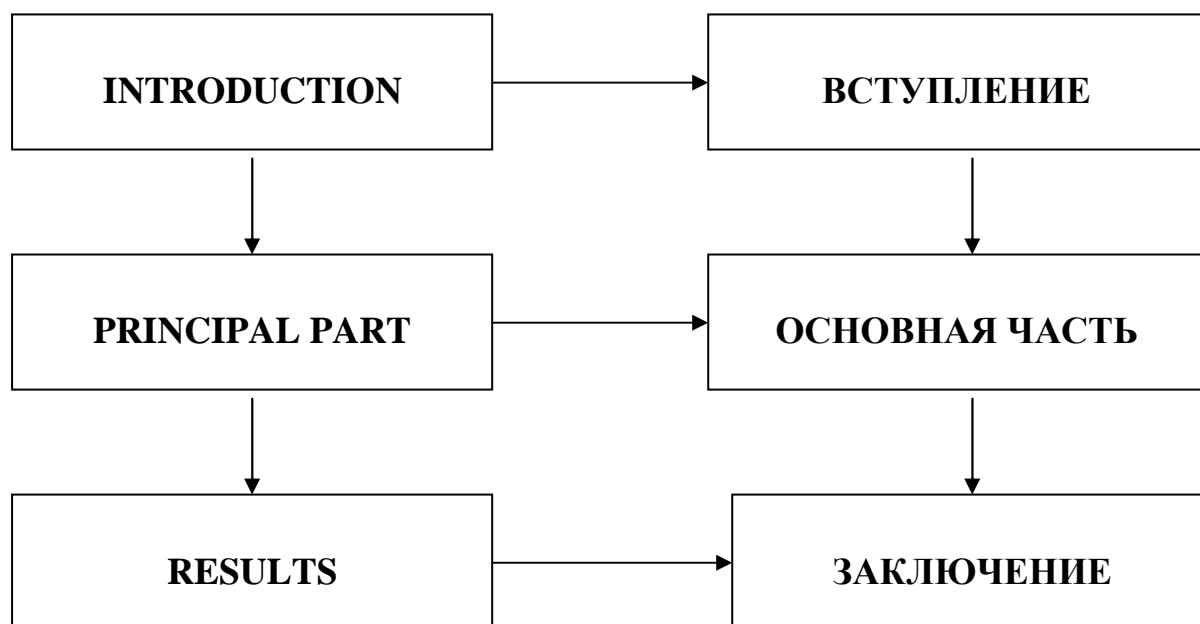 INTRODUCTION
ВСТУПЛЕНИЕ
PRINCIPAL PART
ОСНОВНАЯ ЧАСТЬ
RESULTS
ЗАКЛЮЧЕНИЕ